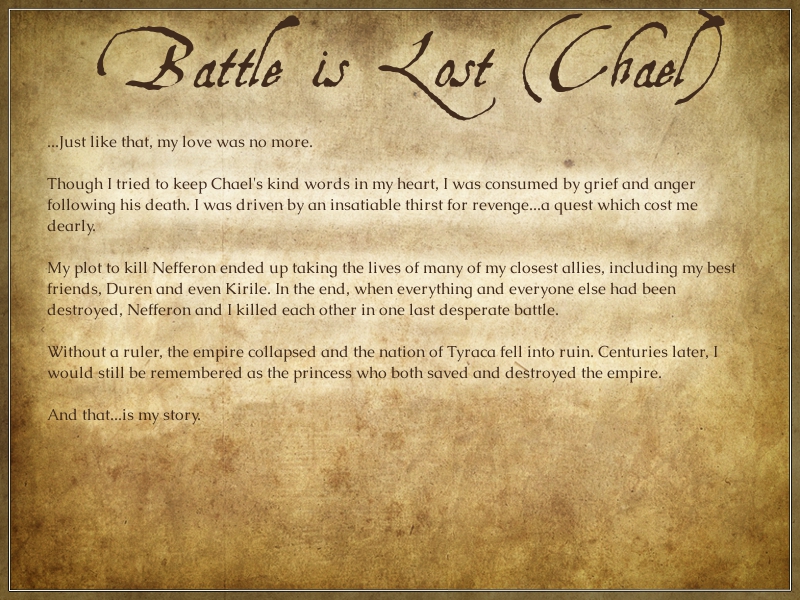 Battle is Lost (Chael)
...Just like that, my love was no more.
Though I tried to keep Chael's kind words in my heart, I was consumed by grief and anger
following his death. I was driven by an insatiable thirst for revenge...a quest which cost me
dearly.
My plot to kill Nefferon ended up taking the lives of many of my closest allies, including my best
friends, Duren and even Kirile. In the end, when everything and everyone else had been
destroyed, Nefferon and I killed each other in one last desperate battle.
Without a ruler, the empire collapsed and the nation of Tyraca fell into ruin. Centuries later, I
would still be remembered as the princess who both saved and destroyed the empire.
And that...is my story.